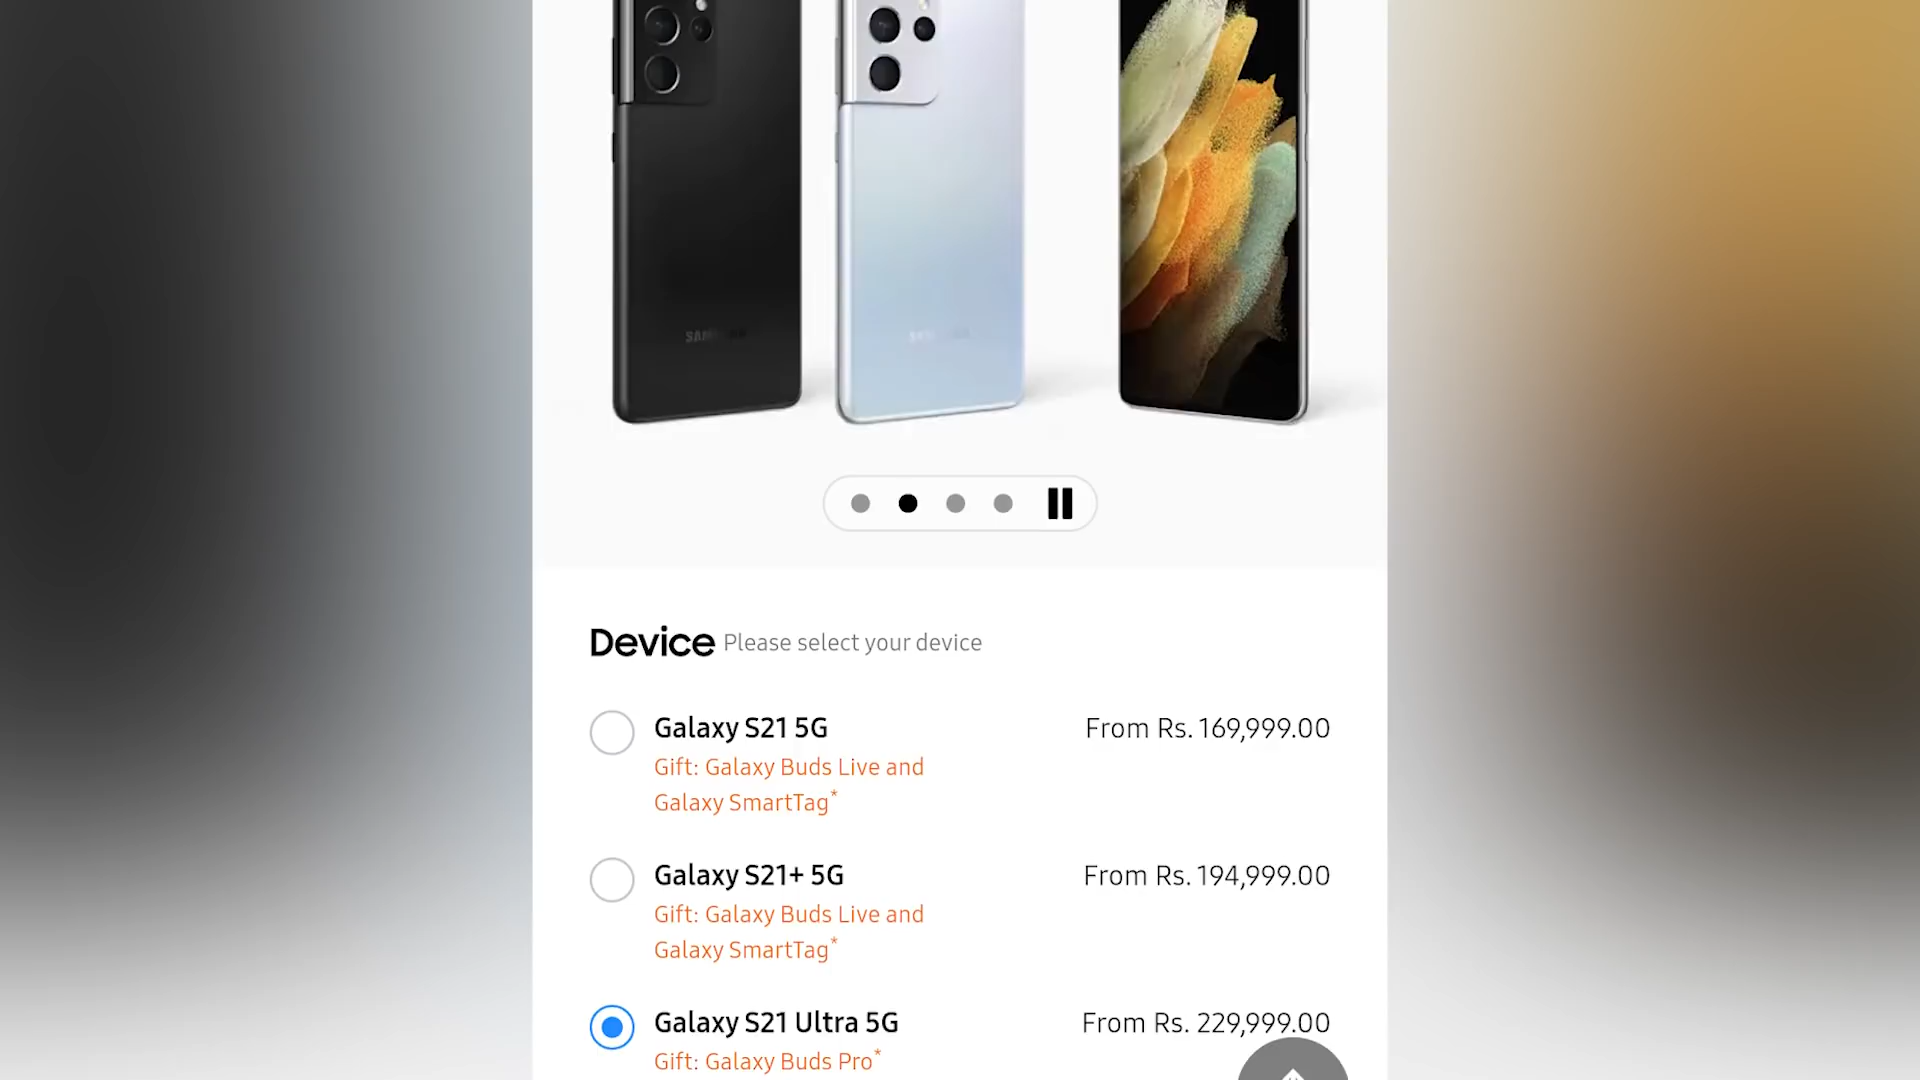 Device Please select your device
Galaxy S21 5G From Rs. 169,999.00
Gift: Galaxy Buds Live and
Galaxy SmartTag*
Galaxy S21+ 5G From Rs. 194,999.00
Gift: Galaxy Buds Live and
Galaxy SmartTag*
Galaxy S21 Ultra 5G From Rs. 229,999.00
Gift: Galaxy Buds Pro*